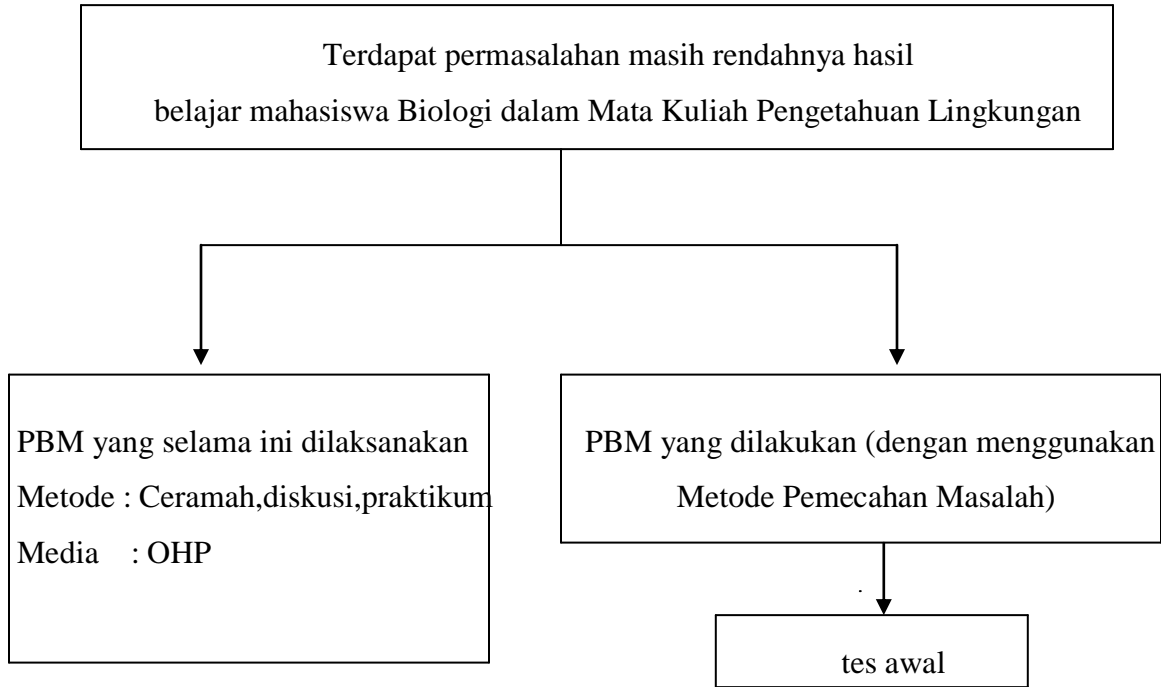 Terdapat permasalahan masih rendahnya hasil
belajar mahasiswa Biologi dalam Mata Kuliah Pengetahuan Lingkungan
PBM yang selama ini dilaksanakan
Metode : Ceramah,diskusi,praktikum
Media : OHP
PBM yang dilakukan (dengan menggunakan
Metode Pemecahan Masalah)
tes awal